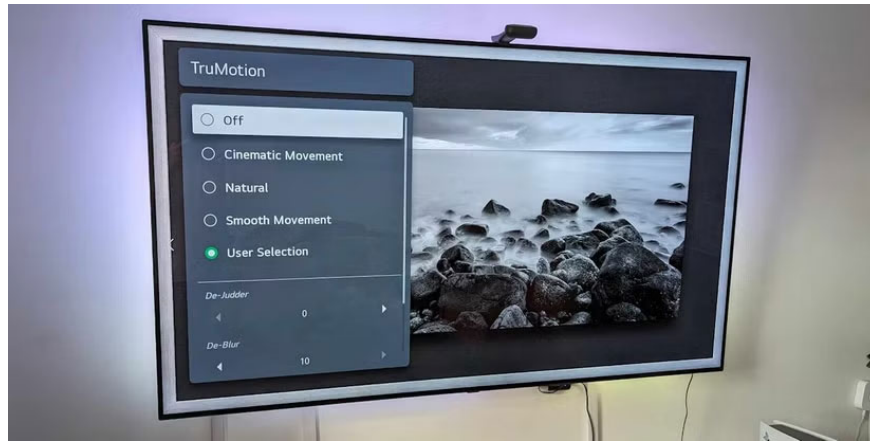 TruMotion
Off
Cinematic Movement
Natural
Smooth Movement
User Selection
De-Judder
0
De-Blur
10